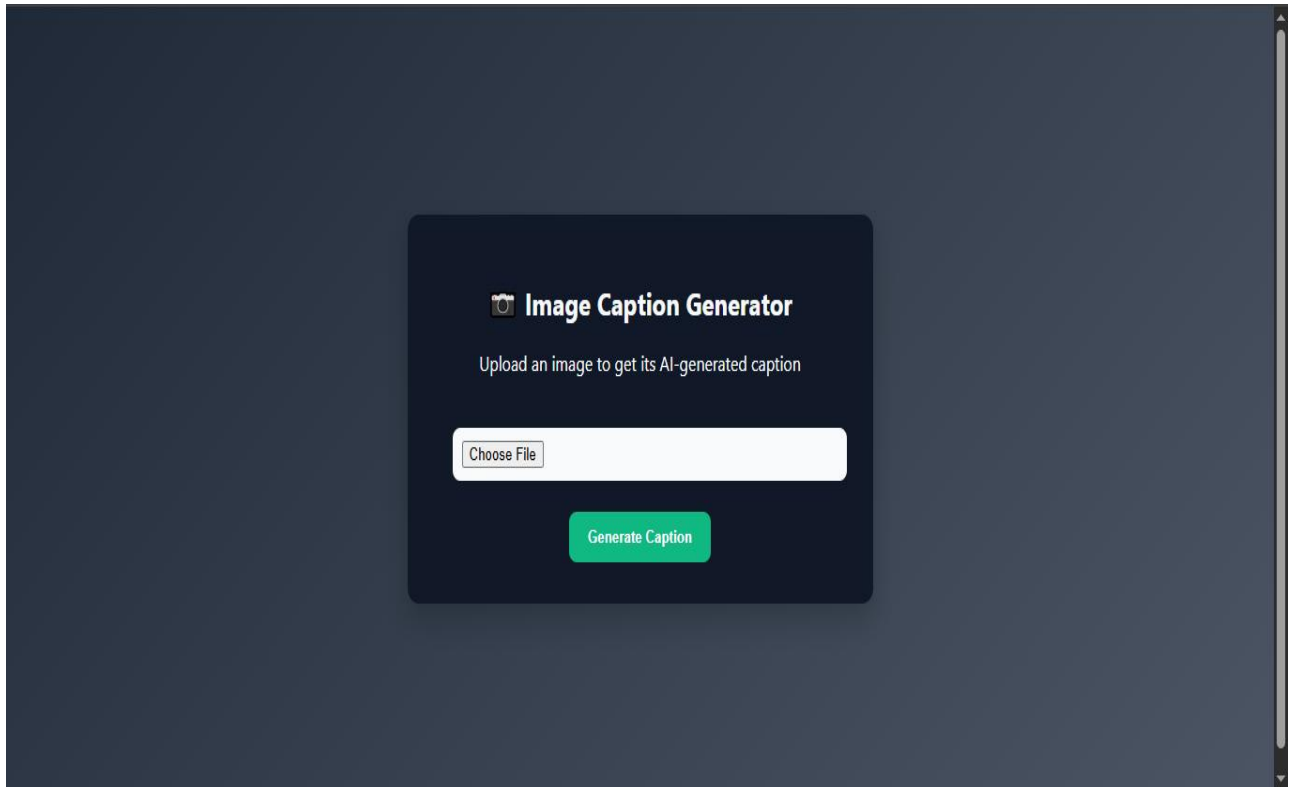 📷 Image Caption Generator
Upload an image to get its AI-generated caption
Choose File
Generate Caption